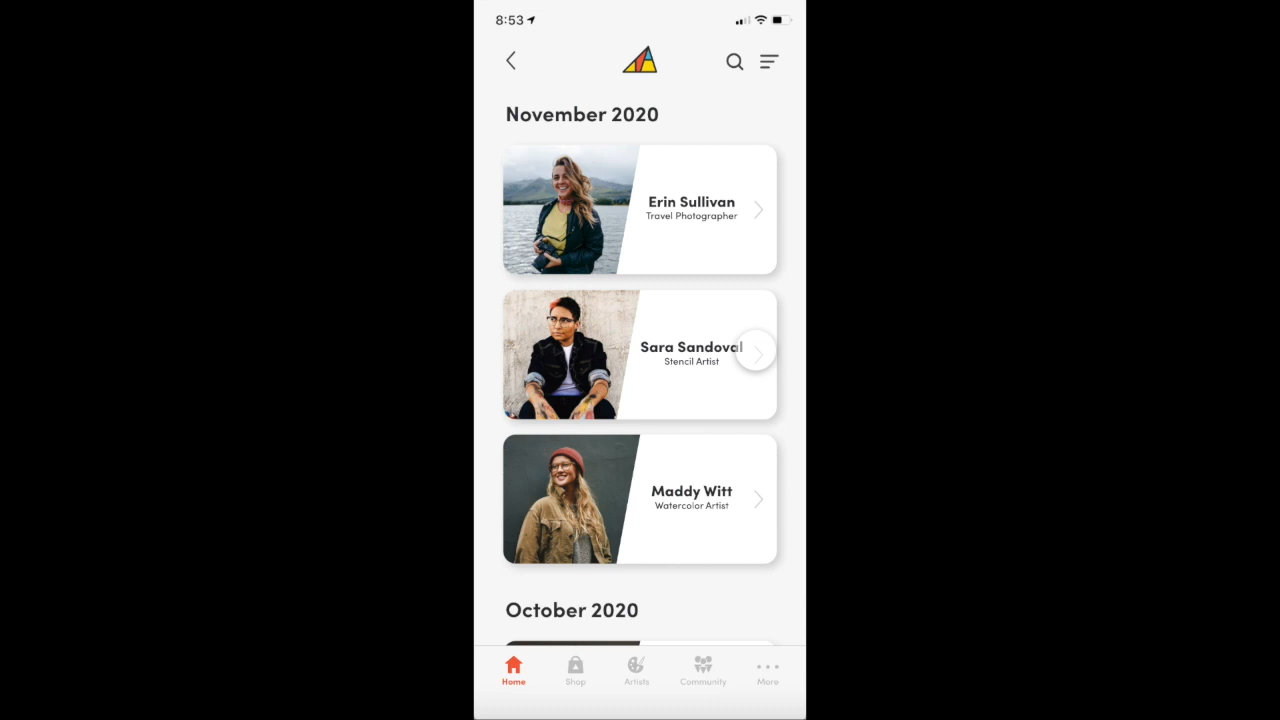 8:53
November 2020
Erin Sullivan
Travel Photographer
Sara Sandoval
Stencil Artist
Maddy Witt
Watercolor Artist
October 2020
Home
Shop
Artists
Community
More